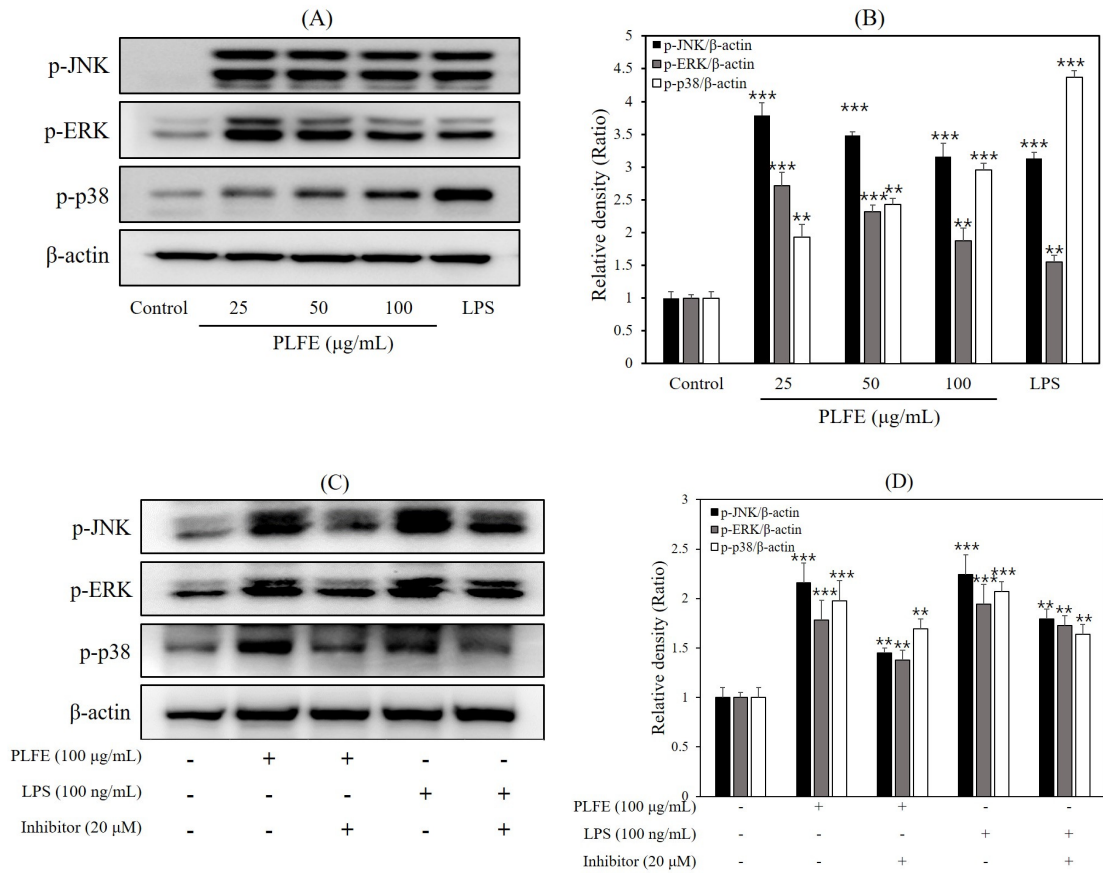 (A)
p-JNK
p-ERK
p-p38
β-actin
Control 25 50 100 LPS
PLFE (μg/mL)
(B)
Relative density (Ratio)
5
4.5
4
3.5
3
2.5
2
1.5
1
0.5
0
p-JNK/β-actin
p-ERK/β-actin
p-p38/β-actin
*** *** **
*** *** **
*** ** ***
*** ** ***
Control 25 50 100 LPS
PLFE (μg/mL)
(C)
p-JNK
p-ERK
p-p38
β-actin
PLFE (100 μg/mL) - + + - -
LPS (100 ng/mL) - - - + +
Inhibitor (20 μM) - - + - +
(D)
Relative density (Ratio)
3
2.5
2
1.5
1
0.5
0
p-JNK/β-actin
p-ERK/β-actin
p-p38/β-actin
*** *** ***
** ** **
*** *** ***
** ** **
PLFE (100 μg/mL) - + + - -
LPS (100 ng/mL) - - - + +
Inhibitor (20 μM) - - + - +